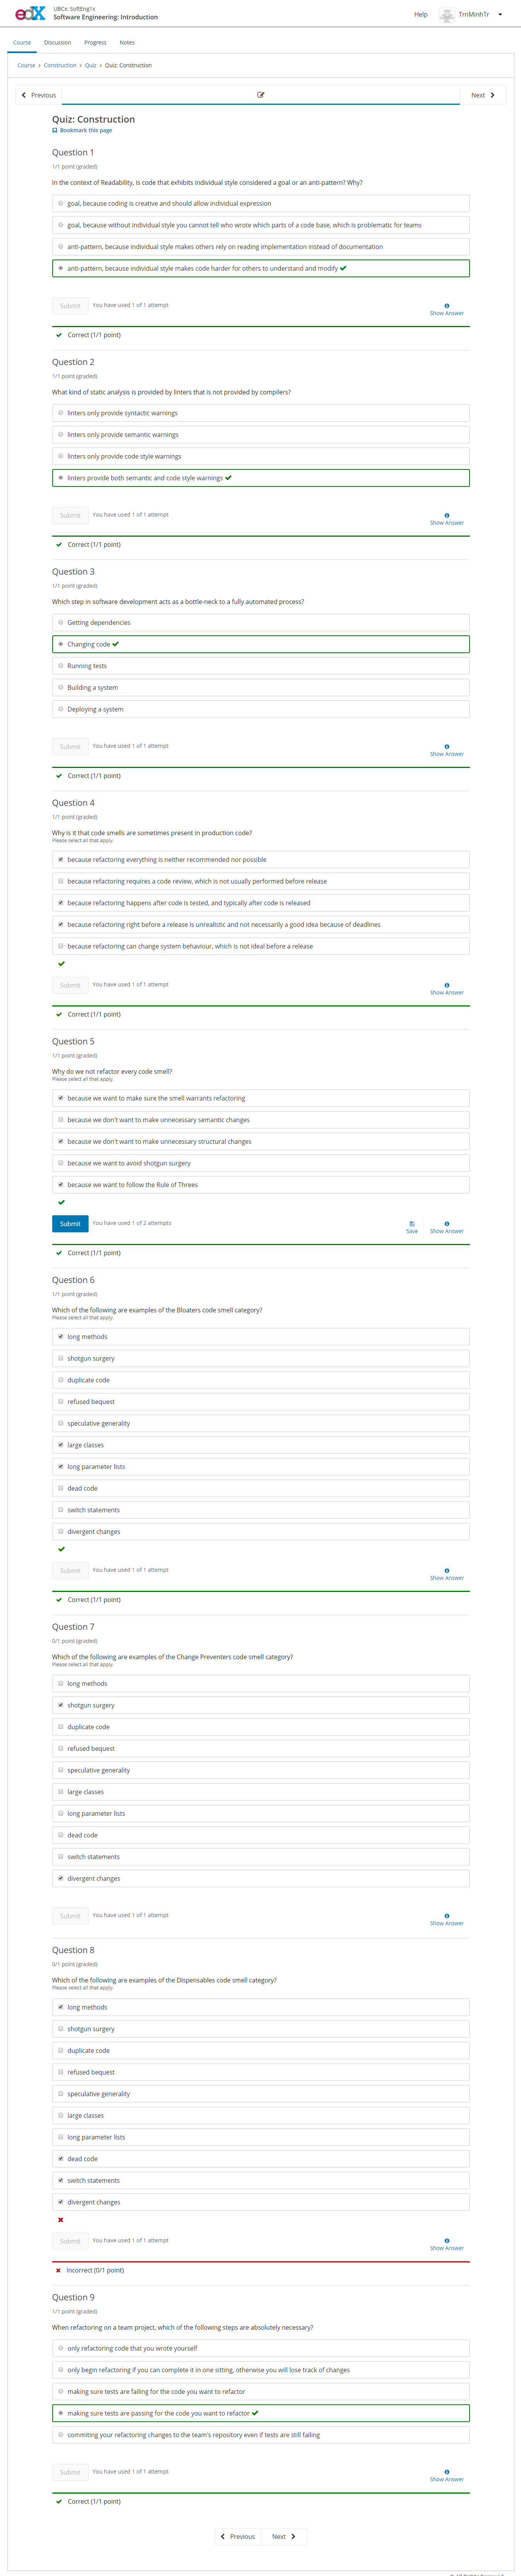 edX
UBCx: SoftEng1x
Software Engineering: Introduction
Help
TrnMinhTr
Course
Discussion
Progress
Notes
Course › Construction › Quiz › Quiz: Construction
Previous
Next
Quiz: Construction
Bookmark this page
Question 1
1/1 point (graded)
In the context of Readability, is code that exhibits individual style considered a goal or an anti-pattern? Why?
goal, because coding is creative and should allow individual expression
goal, because without individual style you cannot tell who wrote which parts of a code base, which is problematic for teams
anti-pattern, because individual style makes others rely on reading implementation instead of documentation
anti-pattern, because individual style makes code harder for others to understand and modify
Submit
You have used 1 of 1 attempt
Show Answer
Correct (1/1 point)
Question 2
1/1 point (graded)
What kind of static analysis is provided by linters that is not provided by compilers?
linters only provide syntactic warnings
linters only provide semantic warnings
linters only provide code style warnings
linters provide both semantic and code style warnings
Submit
You have used 1 of 1 attempt
Show Answer
Correct (1/1 point)
Question 3
1/1 point (graded)
Which step in software development acts as a bottle-neck to a fully automated process?
Getting dependencies
Changing code
Running tests
Building a system
Deploying a system
Submit
You have used 1 of 1 attempt
Show Answer
Correct (1/1 point)
Question 4
1/1 point (graded)
Why is it that code smells are sometimes present in production code?
Please select all that apply.
because refactoring everything is neither recommended nor possible
because refactoring requires a code review, which is not usually performed before release
because refactoring happens after code is tested, and typically after code is released
because refactoring right before a release is unrealistic and not necessarily a good idea because of deadlines
because refactoring can change system behaviour, which is not ideal before a release
Submit
You have used 1 of 1 attempt
Show Answer
Correct (1/1 point)
Question 5
1/1 point (graded)
Why do we not refactor every code smell?
Please select all that apply.
because we want to make sure the smell warrants refactoring
because we don't want to make unnecessary semantic changes
because we don't want to make unnecessary structural changes
because we want to avoid shotgun surgery
because we want to follow the Rule of Threes
Submit
You have used 1 of 2 attempts
Save
Show Answer
Correct (1/1 point)
Question 6
1/1 point (graded)
Which of the following are examples of the Bloaters code smell category?
Please select all that apply.
long methods
shotgun surgery
duplicate code
refused bequest
speculative generality
large classes
long parameter lists
dead code
switch statements
divergent changes
Submit
You have used 1 of 1 attempt
Show Answer
Correct (1/1 point)
Question 7
0/1 point (graded)
Which of the following are examples of the Change Preventers code smell category?
Please select all that apply.
long methods
shotgun surgery
duplicate code
refused bequest
speculative generality
large classes
long parameter lists
dead code
switch statements
divergent changes
Submit
You have used 1 of 1 attempt
Show Answer
Question 8
0/1 point (graded)
Which of the following are examples of the Dispensables code smell category?
Please select all that apply.
long methods
shotgun surgery
duplicate code
refused bequest
speculative generality
large classes
long parameter lists
dead code
switch statements
divergent changes
Submit
You have used 1 of 1 attempt
Show Answer
Incorrect (0/1 point)
Question 9
1/1 point (graded)
When refactoring on a team project, which of the following steps are absolutely necessary?
only refactoring code that you wrote yourself
only begin refactoring if you can complete it in one sitting, otherwise you will lose track of changes
making sure tests are failing for the code you want to refactor
making sure tests are passing for the code you want to refactor
commiting your refactoring changes to the team's repository even if tests are still failing
Submit
You have used 1 of 1 attempt
Show Answer
Correct (1/1 point)
Previous
Next